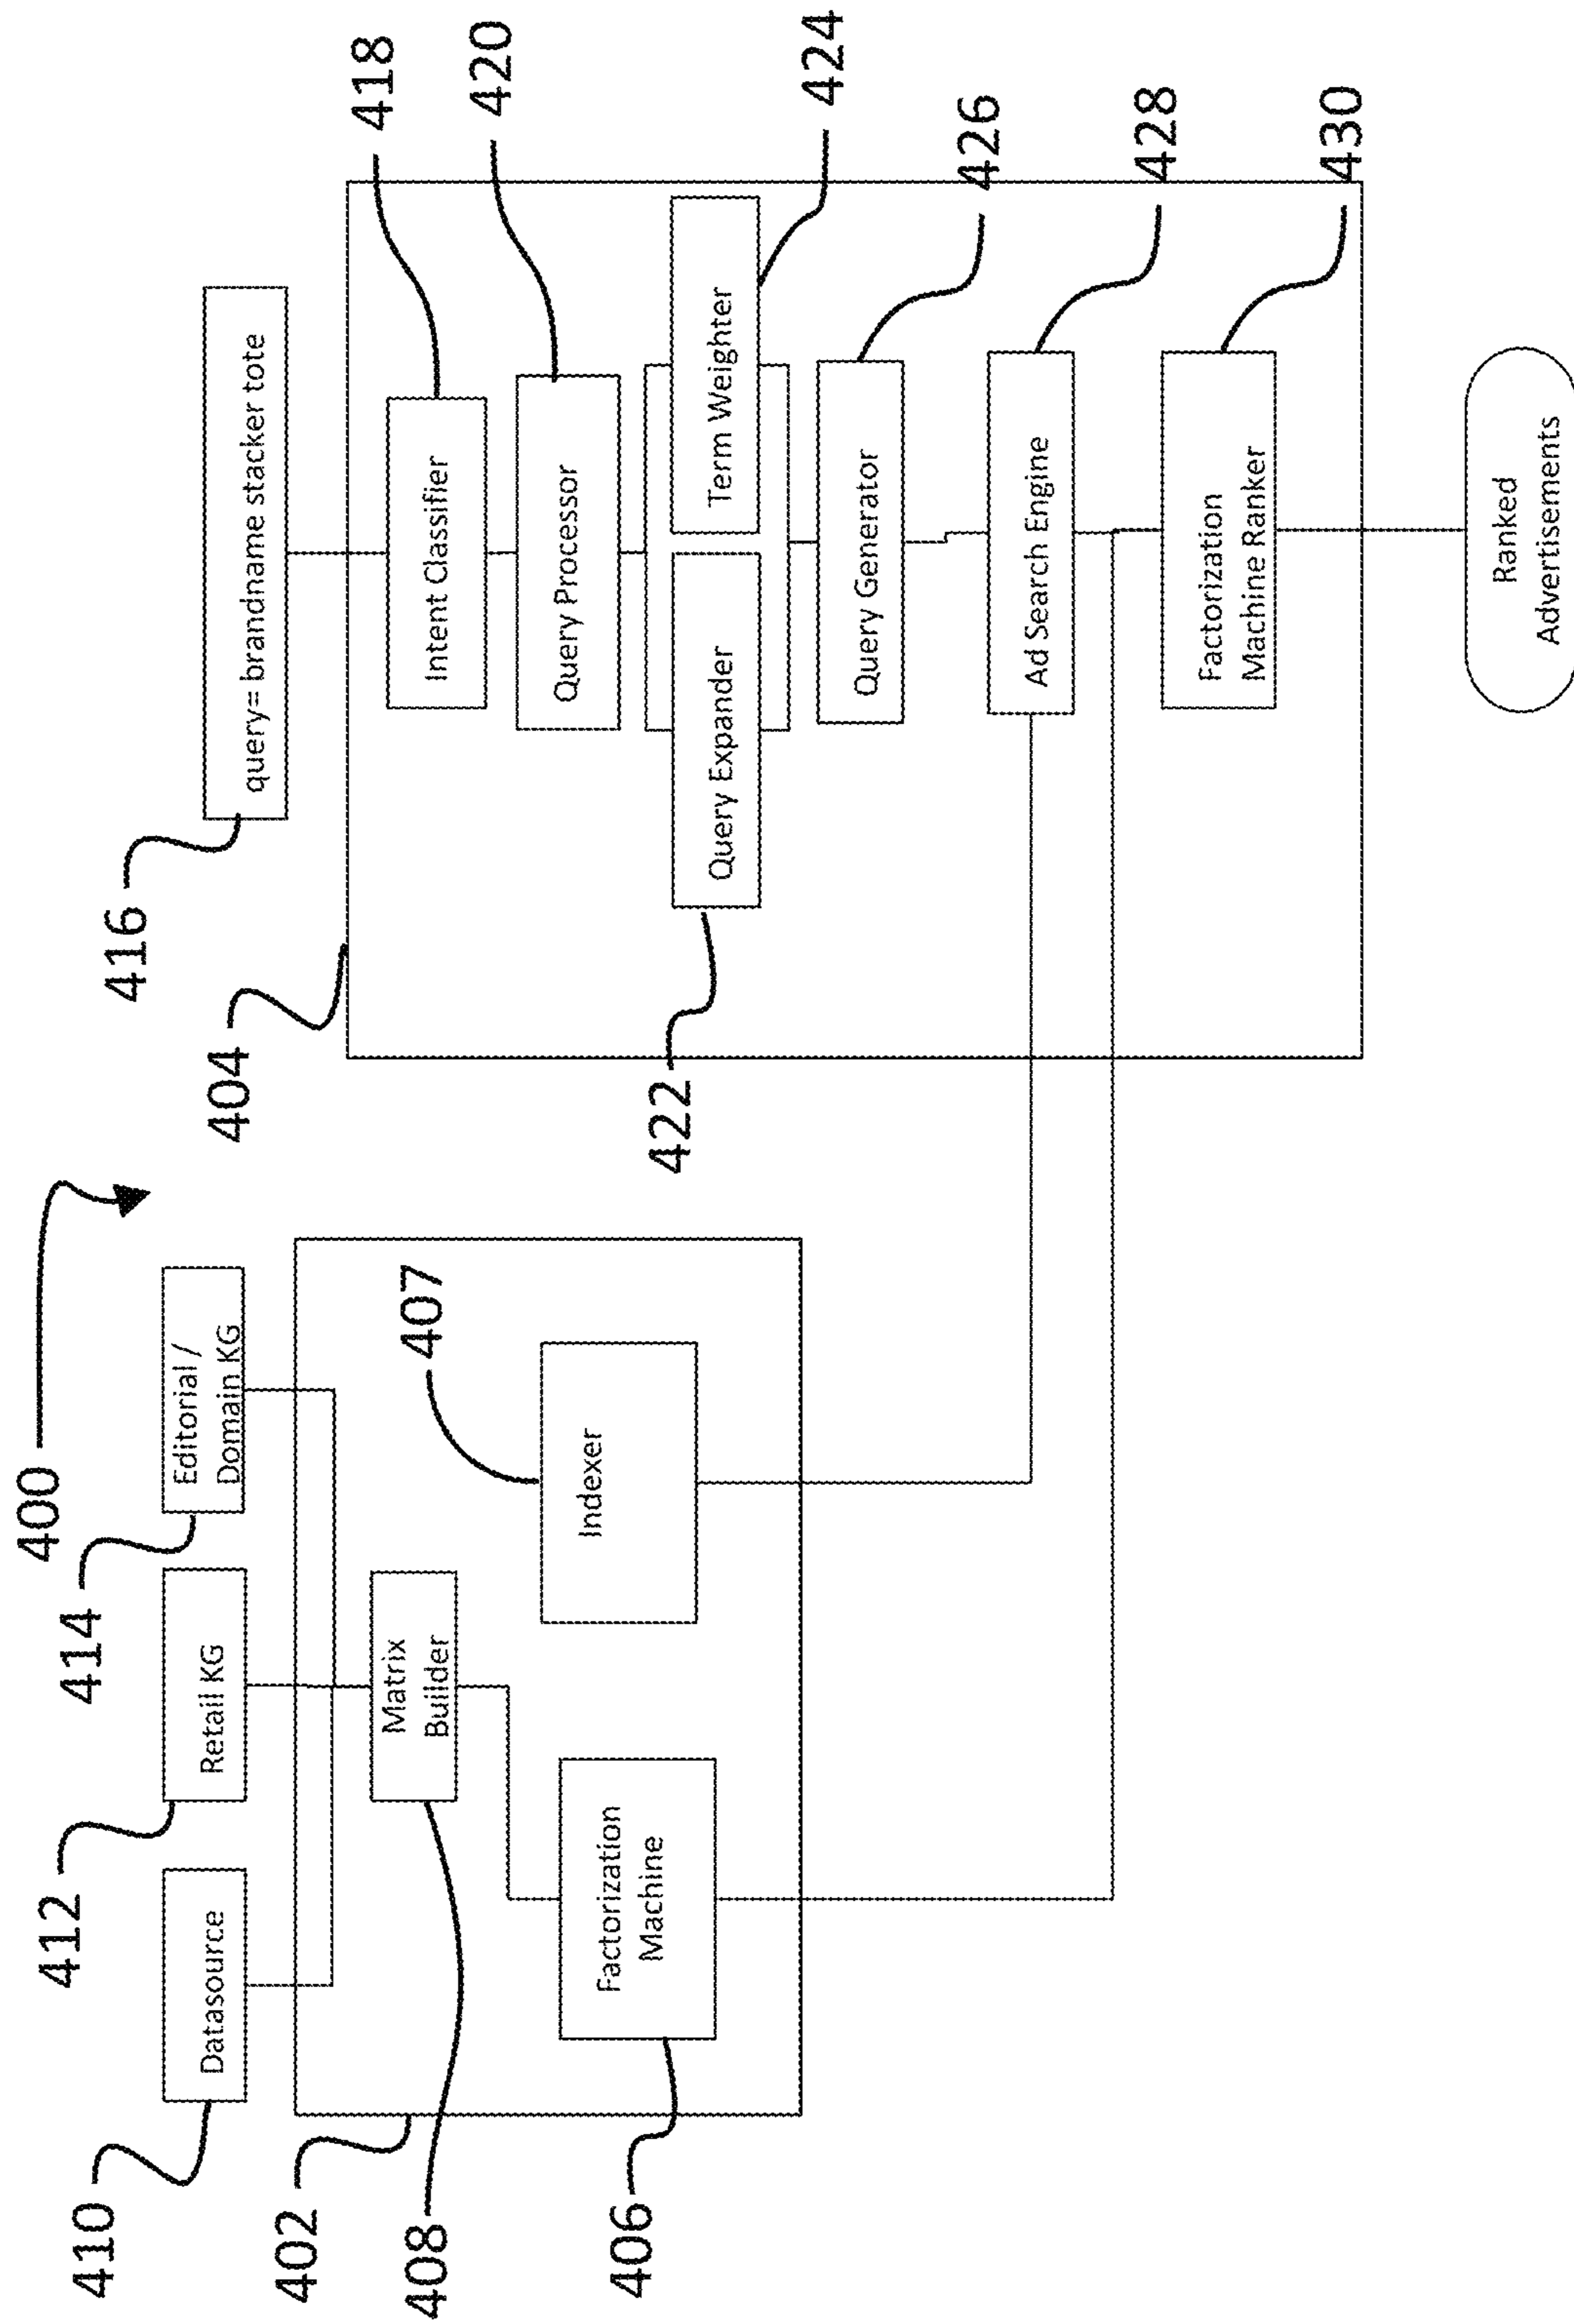 400
410
412
414
Datasource
Retail KG
Editorial /
Domain KG
402
408
Matrix
Builder
407
406
Factorization
Machine
Indexer
416
query= brandname stacker tote
404
418
Intent Classifier
420
Query Processor
422
Query Expander
Term Weighter
424
Query Generator
426
Ad Search Engine
428
Factorization
Machine Ranker
430
Ranked
Advertisements